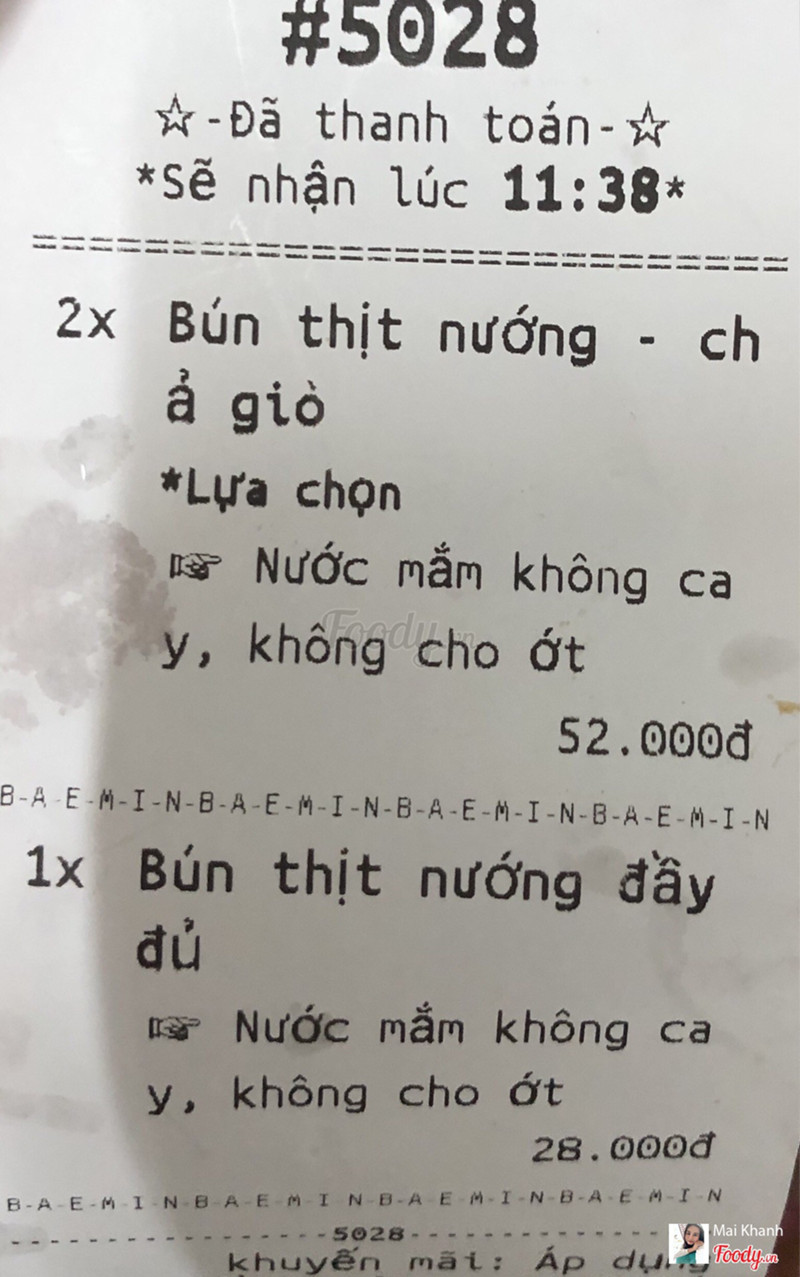 #5028
☆-Đã thanh toán-☆
*Sẽ nhận lúc 11:38*
==================================
2x Bún thịt nướng - ch
ả giò
*Lựa chọn
☞ Nước mắm không ca
y, không cho ớt
Foody.vn
52.000đ
B-A-E-M-I-N-B-A-E-M-I-N-B-A-E-M-I-N-B-A-E-M-I-N
1x Bún thịt nướng đầy
đủ
☞ Nước mắm không ca
y, không cho ớt
28.000đ
B-A-E-M-I-N-B-A-E-M-I-N-B-A-E-M-I-N-B-A-E-M-I-N
5028
khuyến mãi: Áp dụng
Mai Khanh
Foody.vn